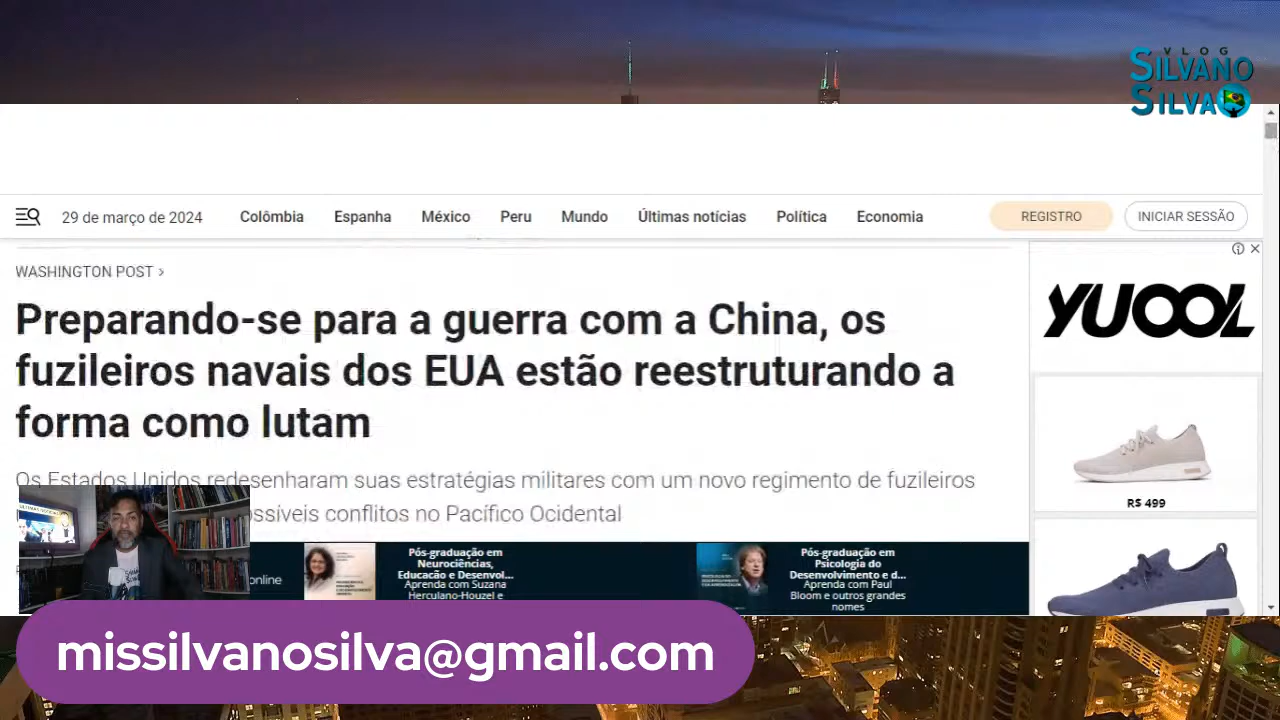 VLOG
SILVANO
SILVA
29 de março de 2024
Colômbia
Espanha
México
Peru
Mundo
Últimas notícias
Política
Economia
REGISTRO
INICIAR SESSÃO
WASHINGTON POST ›
Preparando-se para a guerra com a China, os
fuzileiros navais dos EUA estão reestruturando a
forma como lutam
Os Estados Unidos redesenharam suas estratégias militares com um novo regimento de fuzileiros
ossíveis conflitos no Pacífico Ocidental
YUOOL
R$ 499
ÚLTIMAS NOTÍCIAS
online
Pós-graduação em
Neurociências,
Educação e Desenvol...
Aprenda com Suzana
Herculano-Houzel e
Pós-graduação em
Psicologia do
Desenvolvimento e d...
Aprenda com Paul
Bloom e outros grandes
nomes
missilvanosilva@gmail.com